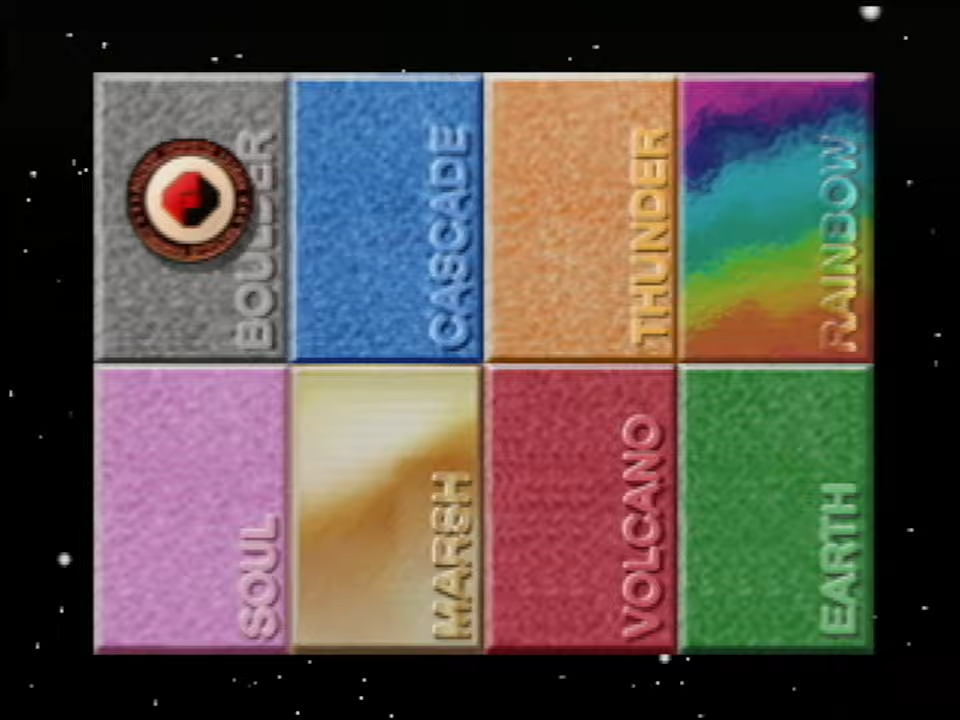 BOULDER
CASCADE
THUNDER
RAINBOW
SOUL
MARSH
VOLCANO
EARTH